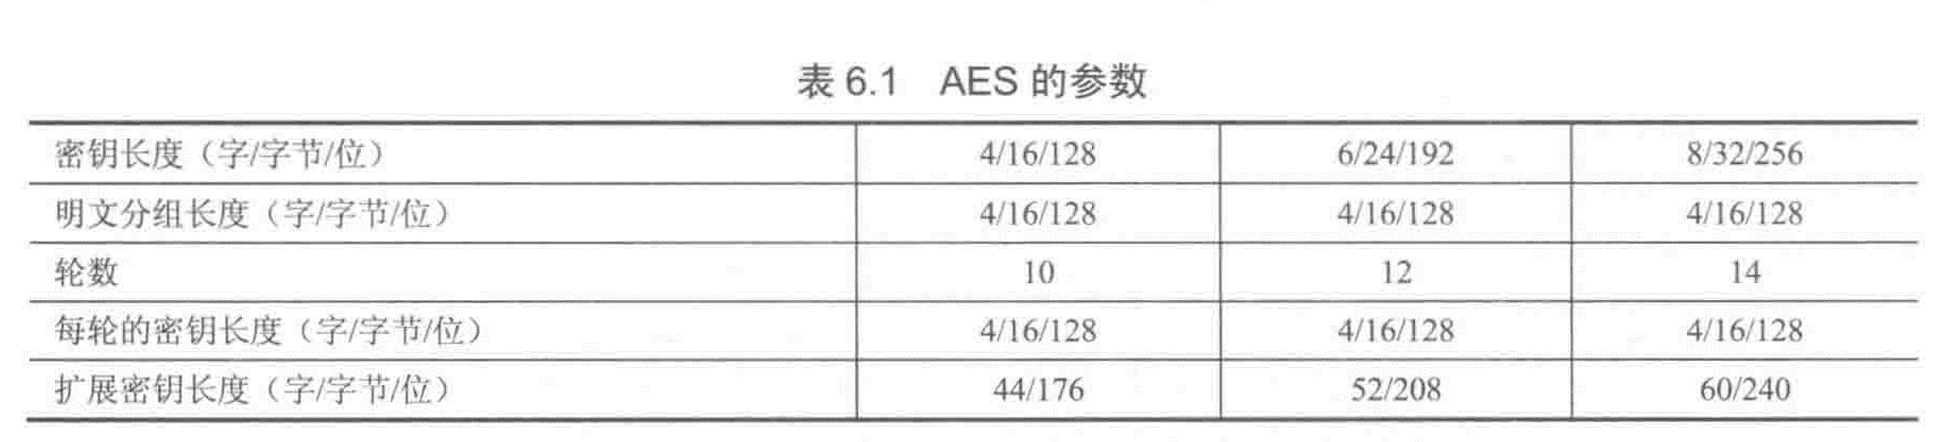 表 6.1 AES 的参数
密钥长度（字/字节/位） 4/16/128 6/24/192 8/32/256
明文分组长度（字/字节/位） 4/16/128 4/16/128 4/16/128
轮数 10 12 14
每轮的密钥长度（字/字节/位） 4/16/128 4/16/128 4/16/128
扩展密钥长度（字/字节/位） 44/176 52/208 60/240